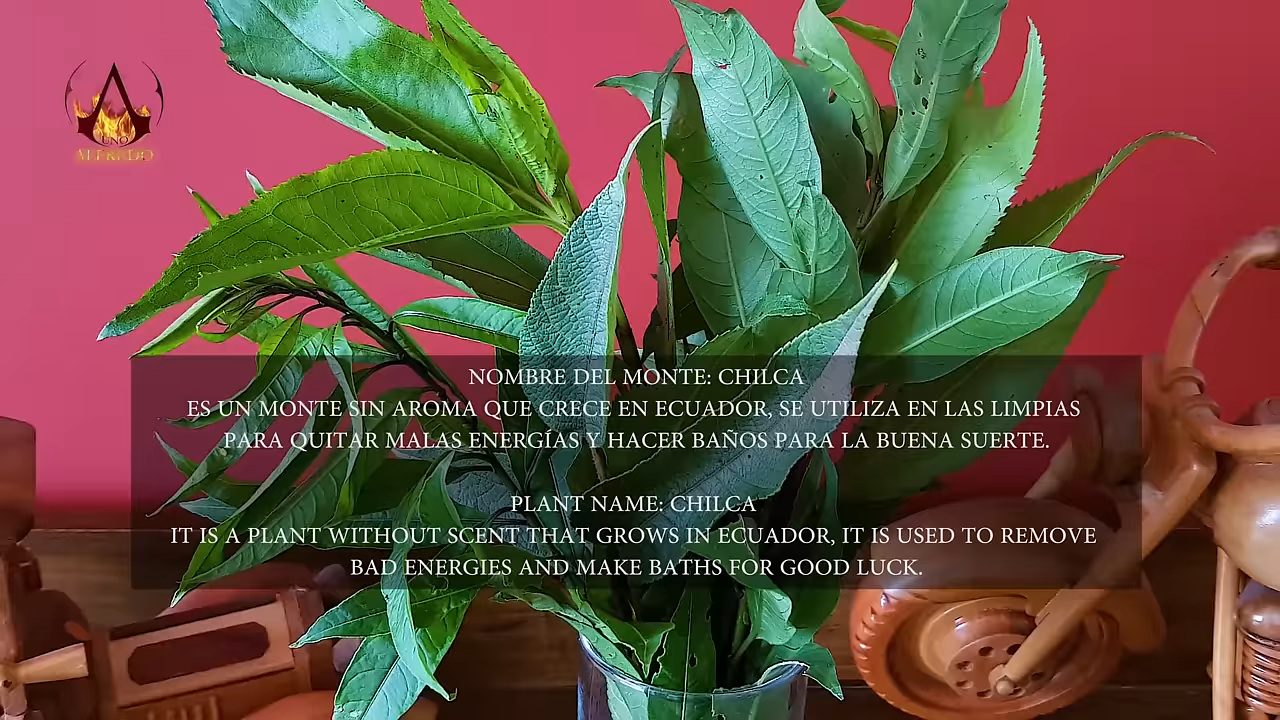 UNO
ALFREDO
NOMBRE DEL MONTE: CHILCA
ES UN MONTE SIN AROMA QUE CRECE EN ECUADOR, SE UTILIZA EN LAS LIMPIAS
PARA QUITAR MALAS ENERGÍAS Y HACER BAÑOS PARA LA BUENA SUERTE.
PLANT NAME: CHILCA
IT IS A PLANT WITHOUT SCENT THAT GROWS IN ECUADOR, IT IS USED TO REMOVE
BAD ENERGIES AND MAKE BATHS FOR GOOD LUCK.